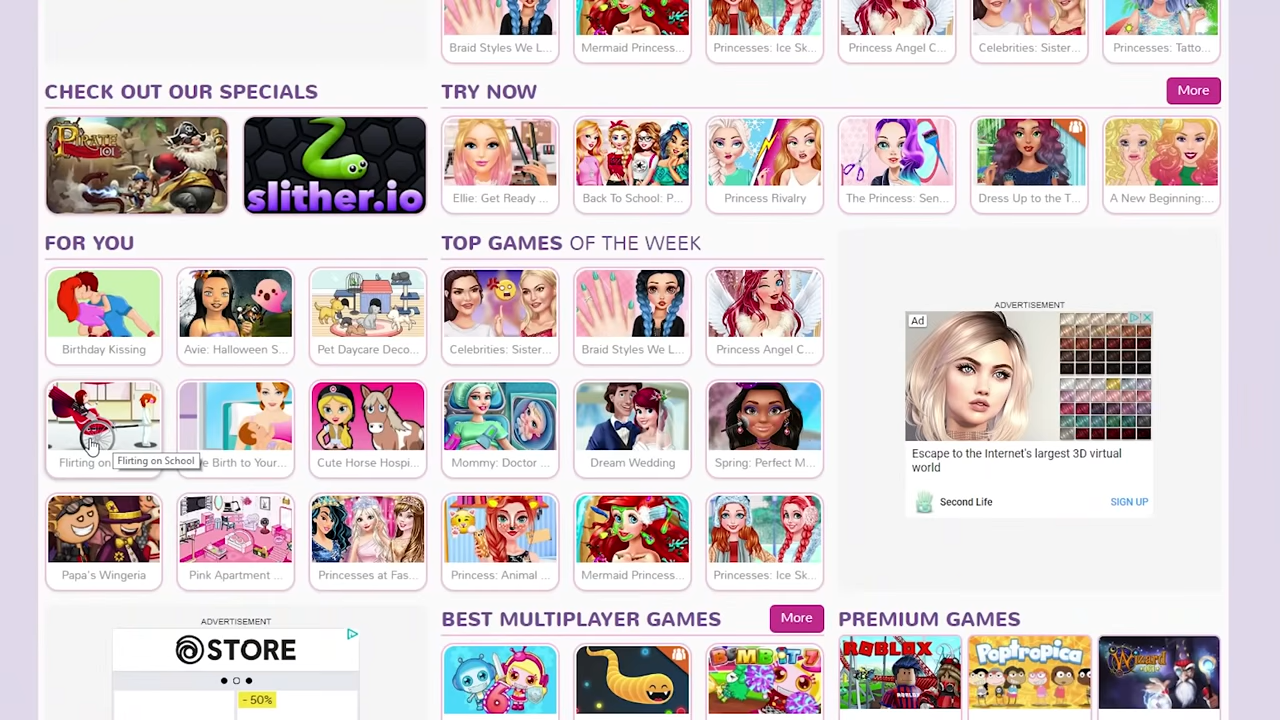 Braid Styles We L...
Mermaid Princess...
Princesses: Ice Sk...
Princess Angel C...
Celebrities: Sister...
Princesses: Tatto...
CHECK OUT OUR SPECIALS
TRY NOW
More
PIRATE 101
slither.io
Ellie: Get Ready ...
Back To School: P...
Princess Rivalry
The Princess: Sen...
Dress Up to the T...
A New Beginning:...
FOR YOU
TOP GAMES OF THE WEEK
Birthday Kissing
Avie: Halloween S...
Pet Daycare Deco...
Celebrities: Sister...
Braid Styles We L...
Princess Angel C...
ADVERTISEMENT
Ad
Escape to the Internet's largest 3D virtual
world
Second Life
SIGN UP
Flirting on
Flirting on School
e Birth to Your...
Cute Horse Hospi...
Mommy: Doctor ...
Dream Wedding
Spring: Perfect M...
Papa's Wingeria
Pink Apartment ...
Princesses at Fas...
Princess: Animal ...
Mermaid Princess...
Princesses: Ice Sk...
ADVERTISEMENT
STORE
-50%
BEST MULTIPLAYER GAMES
More
PREMIUM GAMES
BOMB IT 7
ROBLOX
Poptropica
WIZARD